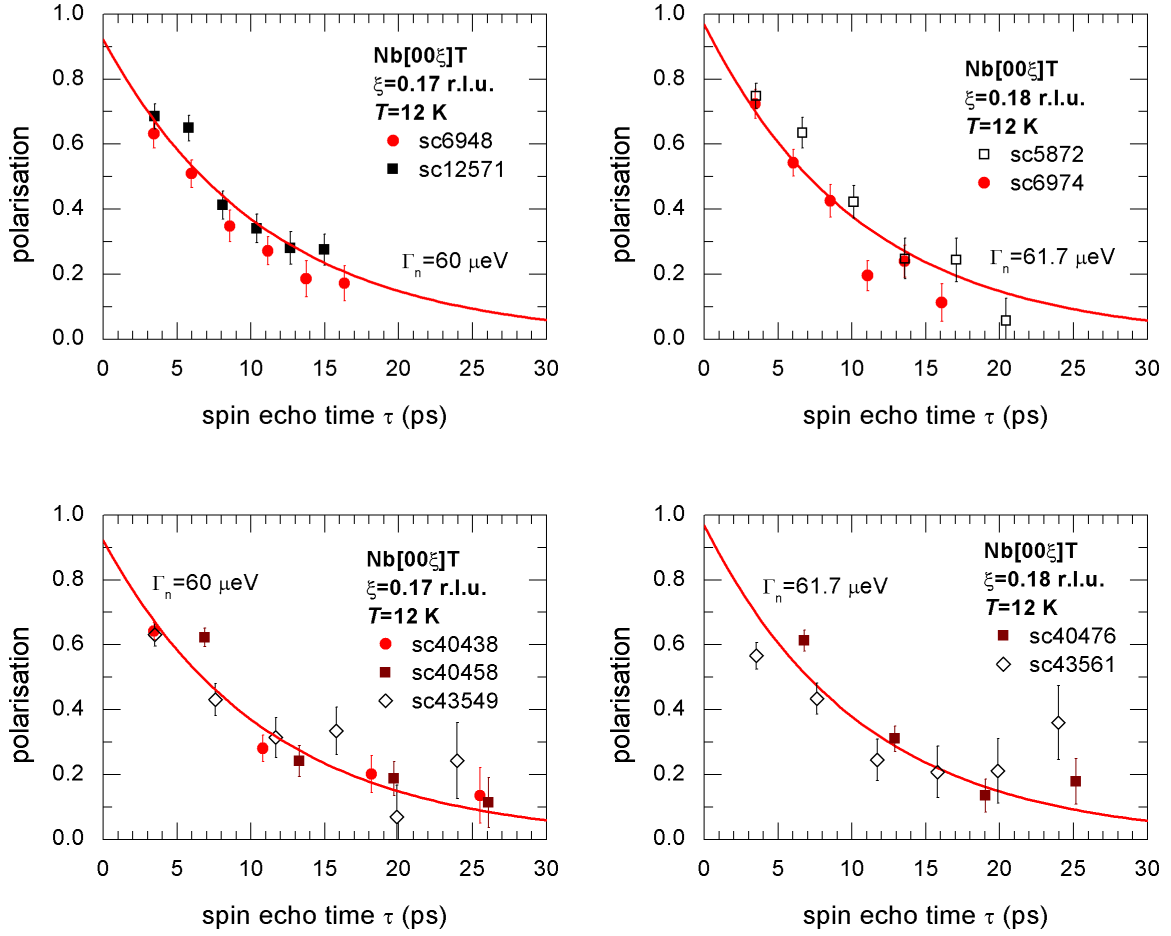 1.0
0.8
0.6
0.4
0.2
0.0
polarisation
Nb[00ξ]T
ξ=0.17 r.l.u.
T=12 K
sc6948
sc12571
Γn=60 μeV
0 5 10 15 20 25 30
spin echo time τ (ps)
1.0
0.8
0.6
0.4
0.2
0.0
polarisation
Nb[00ξ]T
ξ=0.18 r.l.u.
T=12 K
sc5872
sc6974
Γn=61.7 μeV
0 5 10 15 20 25 30
spin echo time τ (ps)
1.0
0.8
0.6
0.4
0.2
0.0
polarisation
Γn=60 μeV
Nb[00ξ]T
ξ=0.17 r.l.u.
T=12 K
sc40438
sc40458
sc43549
0 5 10 15 20 25 30
spin echo time τ (ps)
1.0
0.8
0.6
0.4
0.2
0.0
polarisation
Γn=61.7 μeV
Nb[00ξ]T
ξ=0.18 r.l.u.
T=12 K
sc40476
sc43561
0 5 10 15 20 25 30
spin echo time τ (ps)